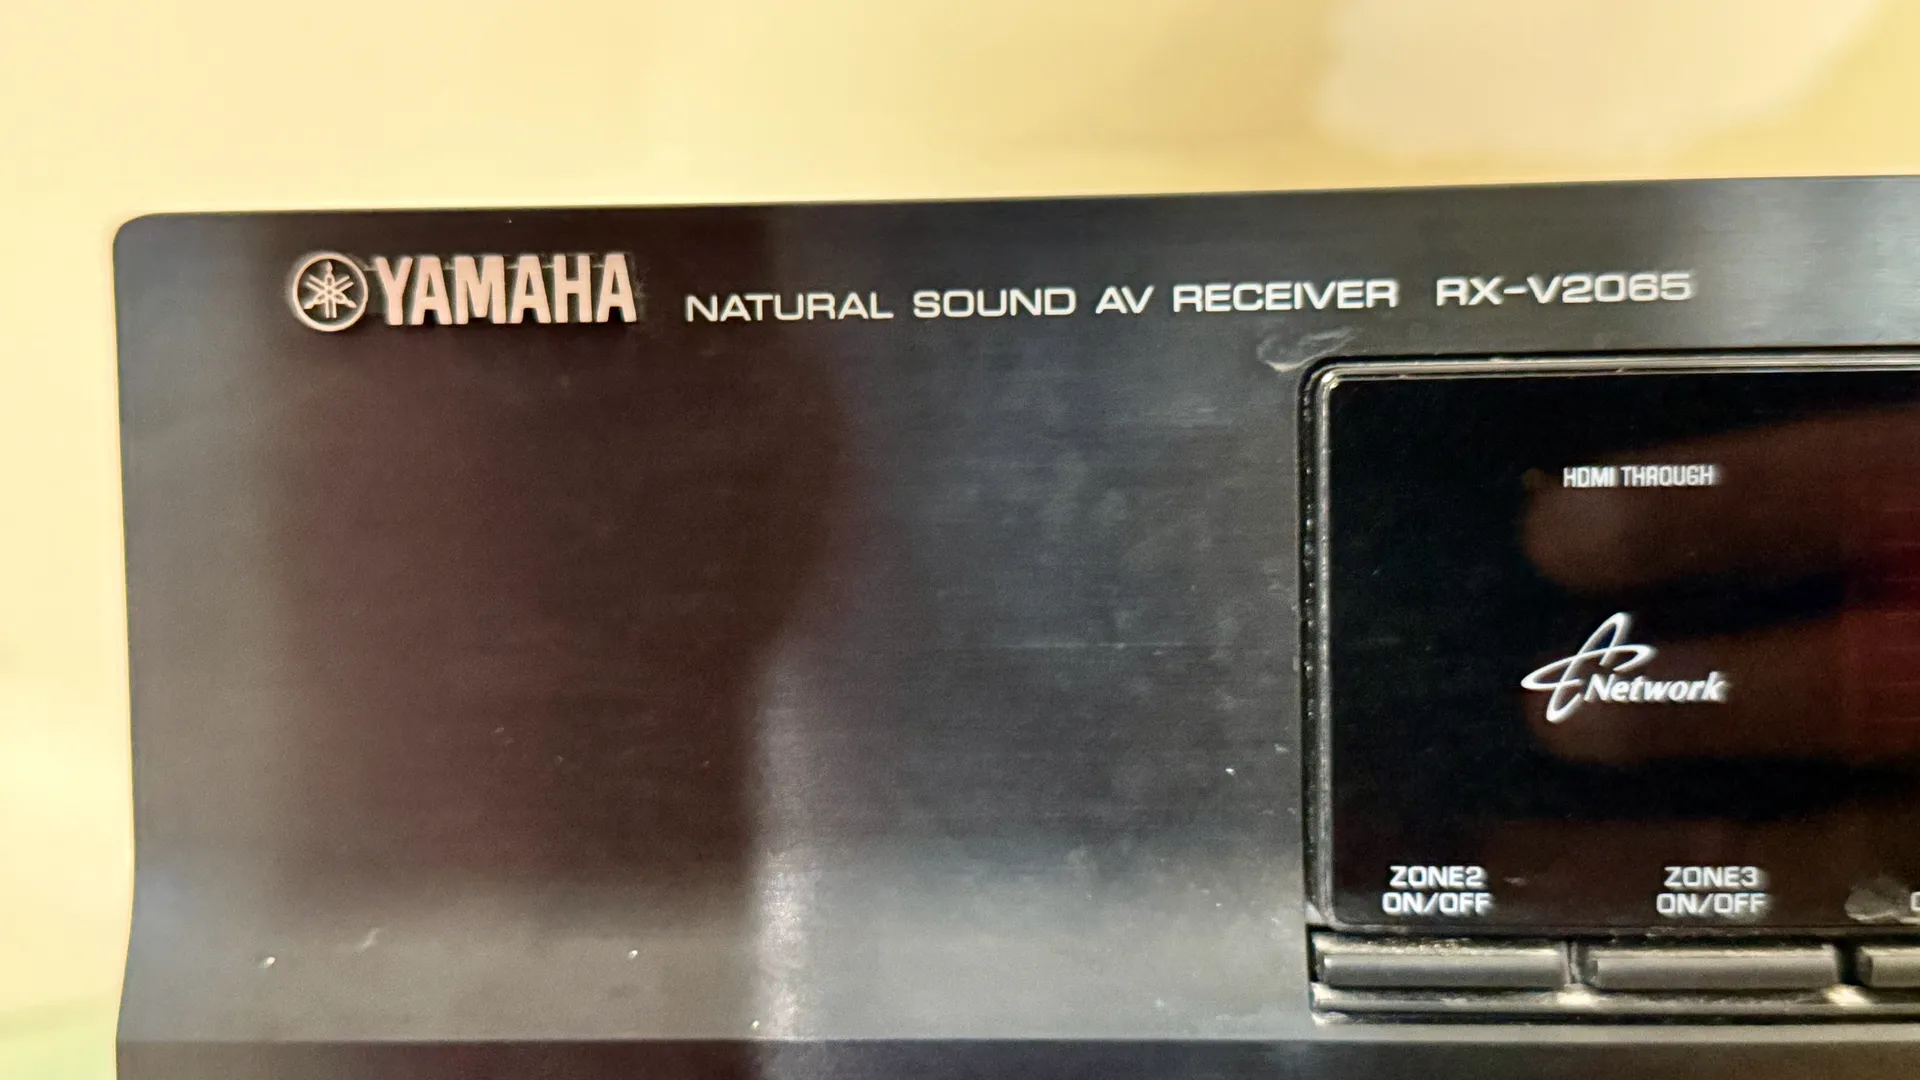 YAMAHA NATURAL SOUND AV RECEIVER RX-V2065
HDMI THROUGH
Network
ZONE2 ON/OFF
ZONE3 ON/OFF